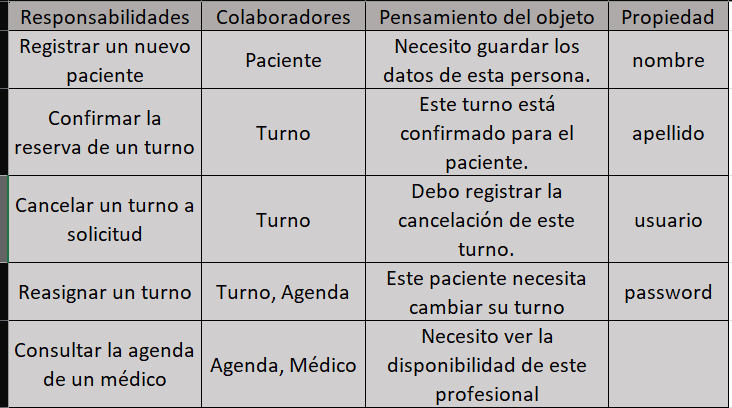 Responsabilidades Colaboradores Pensamiento del objeto Propiedad
Registrar un nuevo
paciente
Paciente
Necesito guardar los
datos de esta persona.
nombre
Confirmar la
reserva de un turno
Turno
Este turno está
confirmado para el
paciente.
apellido
Cancelar un turno a
solicitud
Turno
Debo registrar la
cancelación de este
turno.
usuario
Reasignar un turno
Turno, Agenda
Este paciente necesita
cambiar su turno
password
Consultar la agenda
de un médico
Agenda, Médico
Necesito ver la
disponibilidad de este
profesional